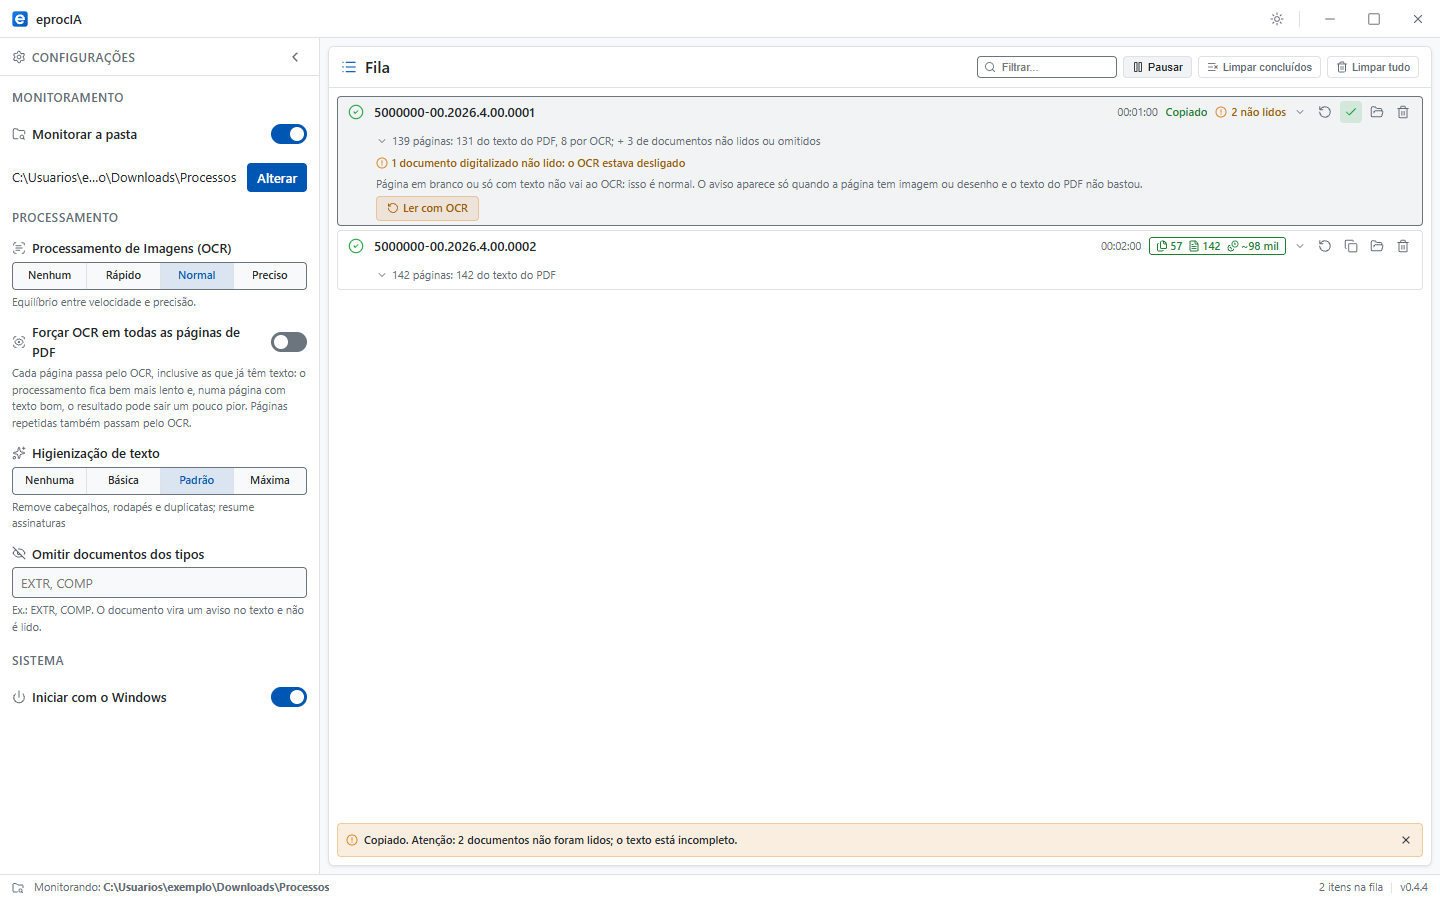 eprocIA
CONFIGURAÇÕES
MONITORAMENTO
Monitorar a pasta
C:\Usuarios\e...o\Downloads\Processos
Alterar
PROCESSAMENTO
Processamento de Imagens (OCR)
Nenhum Rápido Normal Preciso
Equilíbrio entre velocidade e precisão.
Forçar OCR em todas as páginas de
PDF
Cada página passa pelo OCR, inclusive as que já têm texto: o
processamento fica bem mais lento e, numa página com
texto bom, o resultado pode sair um pouco pior. Páginas
repetidas também passam pelo OCR.
Higienização de texto
Nenhuma Básica Padrão Máxima
Remove cabeçalhos, rodapés e duplicatas; resume
assinaturas
Omitir documentos dos tipos
EXTR, COMP
Ex.: EXTR, COMP. O documento vira um aviso no texto e não
é lido.
SISTEMA
Iniciar com o Windows
Fila
Filtrar...
Pausar
Limpar concluídos
Limpar tudo
5000000-00.2026.4.00.0001
00:01:00 Copiado 2 não lidos
139 páginas: 131 do texto do PDF, 8 por OCR; + 3 de documentos não lidos ou omitidos
1 documento digitalizado não lido: o OCR estava desligado
Página em branco ou só com texto não vai ao OCR: isso é normal. O aviso aparece só quando a página tem imagem ou desenho e o texto do PDF não bastou.
Ler com OCR
5000000-00.2026.4.00.0002
00:02:00 57 142 ~98 mil
142 páginas: 142 do texto do PDF
Copiado. Atenção: 2 documentos não foram lidos; o texto está incompleto.
Monitorando: C:\Usuarios\exemplo\Downloads\Processos
2 itens na fila v0.4.4